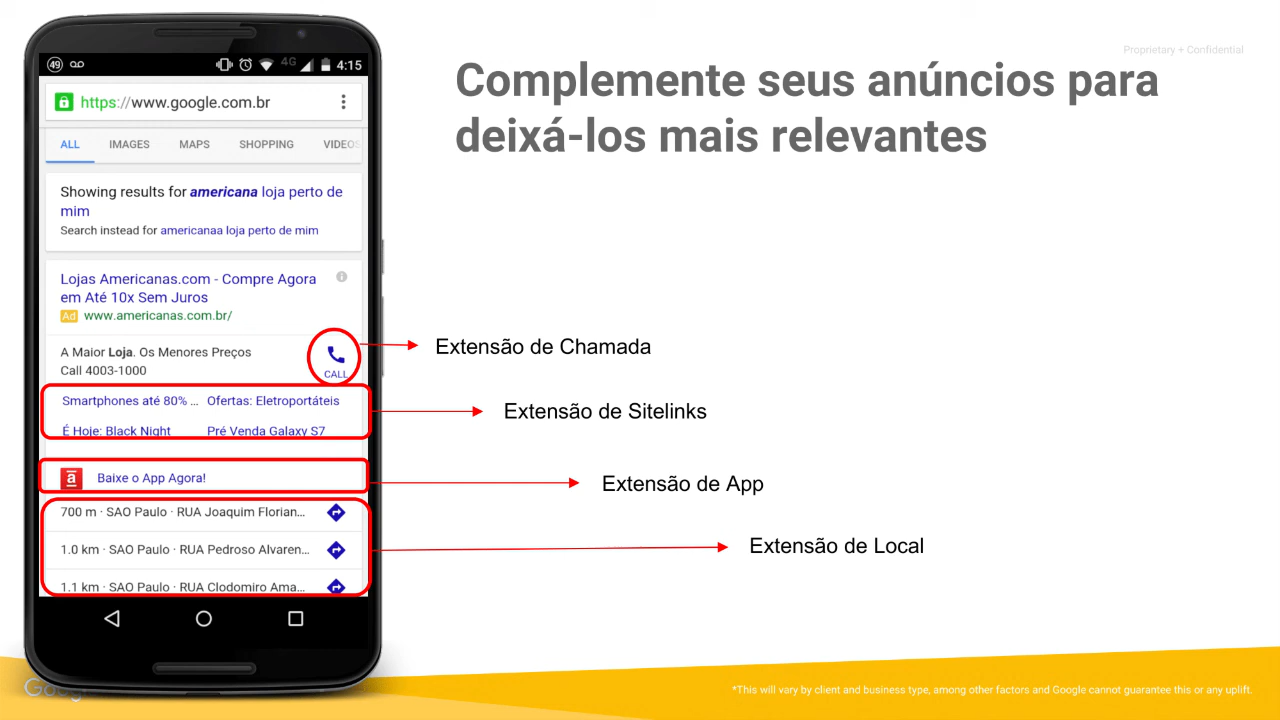 Proprietary + Confidential
Complemente seus anúncios para
deixá-los mais relevantes
49
4G
4:15
https://www.google.com.br
ALL IMAGES MAPS SHOPPING VIDEOS
Showing results for americana loja perto de
mim
Search instead for americanaa loja perto de mim
Lojas Americanas.com - Compre Agora
em Até 10x Sem Juros
Ad www.americanas.com.br/
A Maior Loja. Os Menores Preços
Call 4003-1000
CALL
Extensão de Chamada
Smartphones até 80% ... Ofertas: Eletroportáteis
É Hoje: Black Night Pré Venda Galaxy S7
Extensão de Sitelinks
a Baixe o App Agora!
Extensão de App
700 m · SAO Paulo · RUA Joaquim Florian...
1.0 km · SAO Paulo · RUA Pedroso Alvaren...
1.1 km · SAO Paulo · RUA Clodomiro Ama...
Extensão de Local
Google
*This will vary by client and business type, among other factors and Google cannot guarantee this or any uplift.